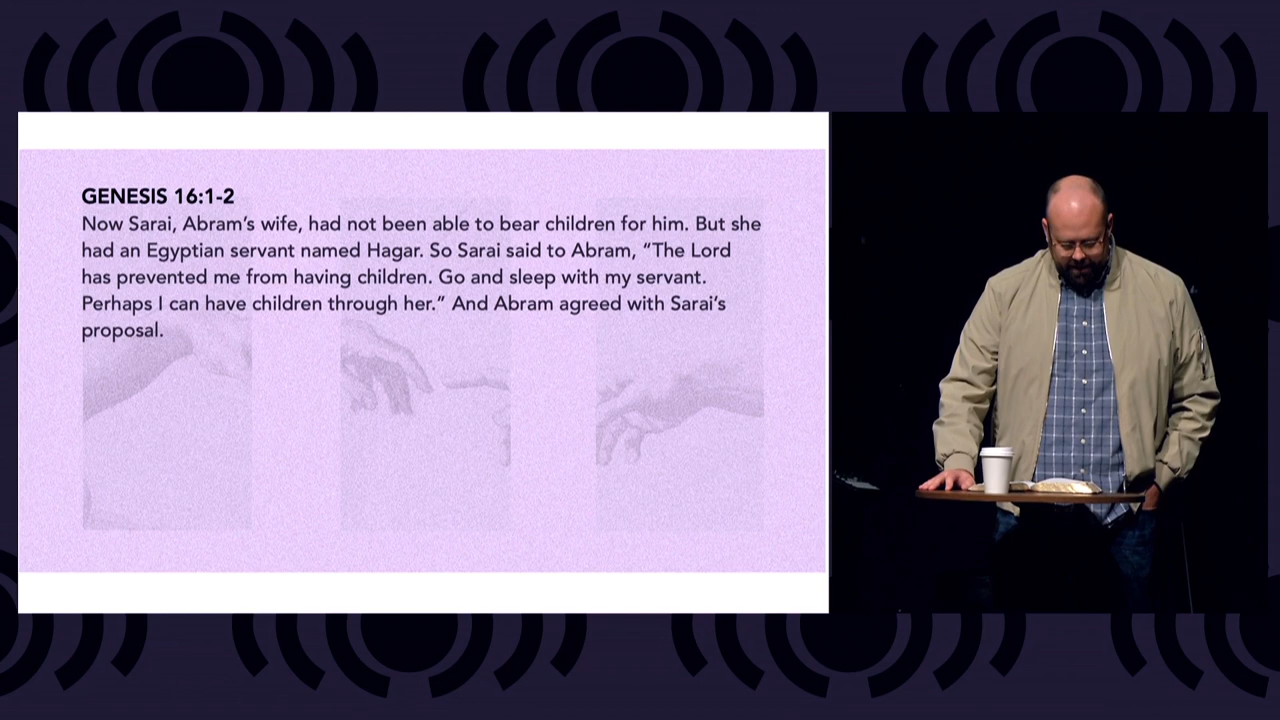 GENESIS 16:1-2
Now Sarai, Abram’s wife, had not been able to bear children for him. But she
had an Egyptian servant named Hagar. So Sarai said to Abram, “The Lord
has prevented me from having children. Go and sleep with my servant.
Perhaps I can have children through her.” And Abram agreed with Sarai’s
proposal.